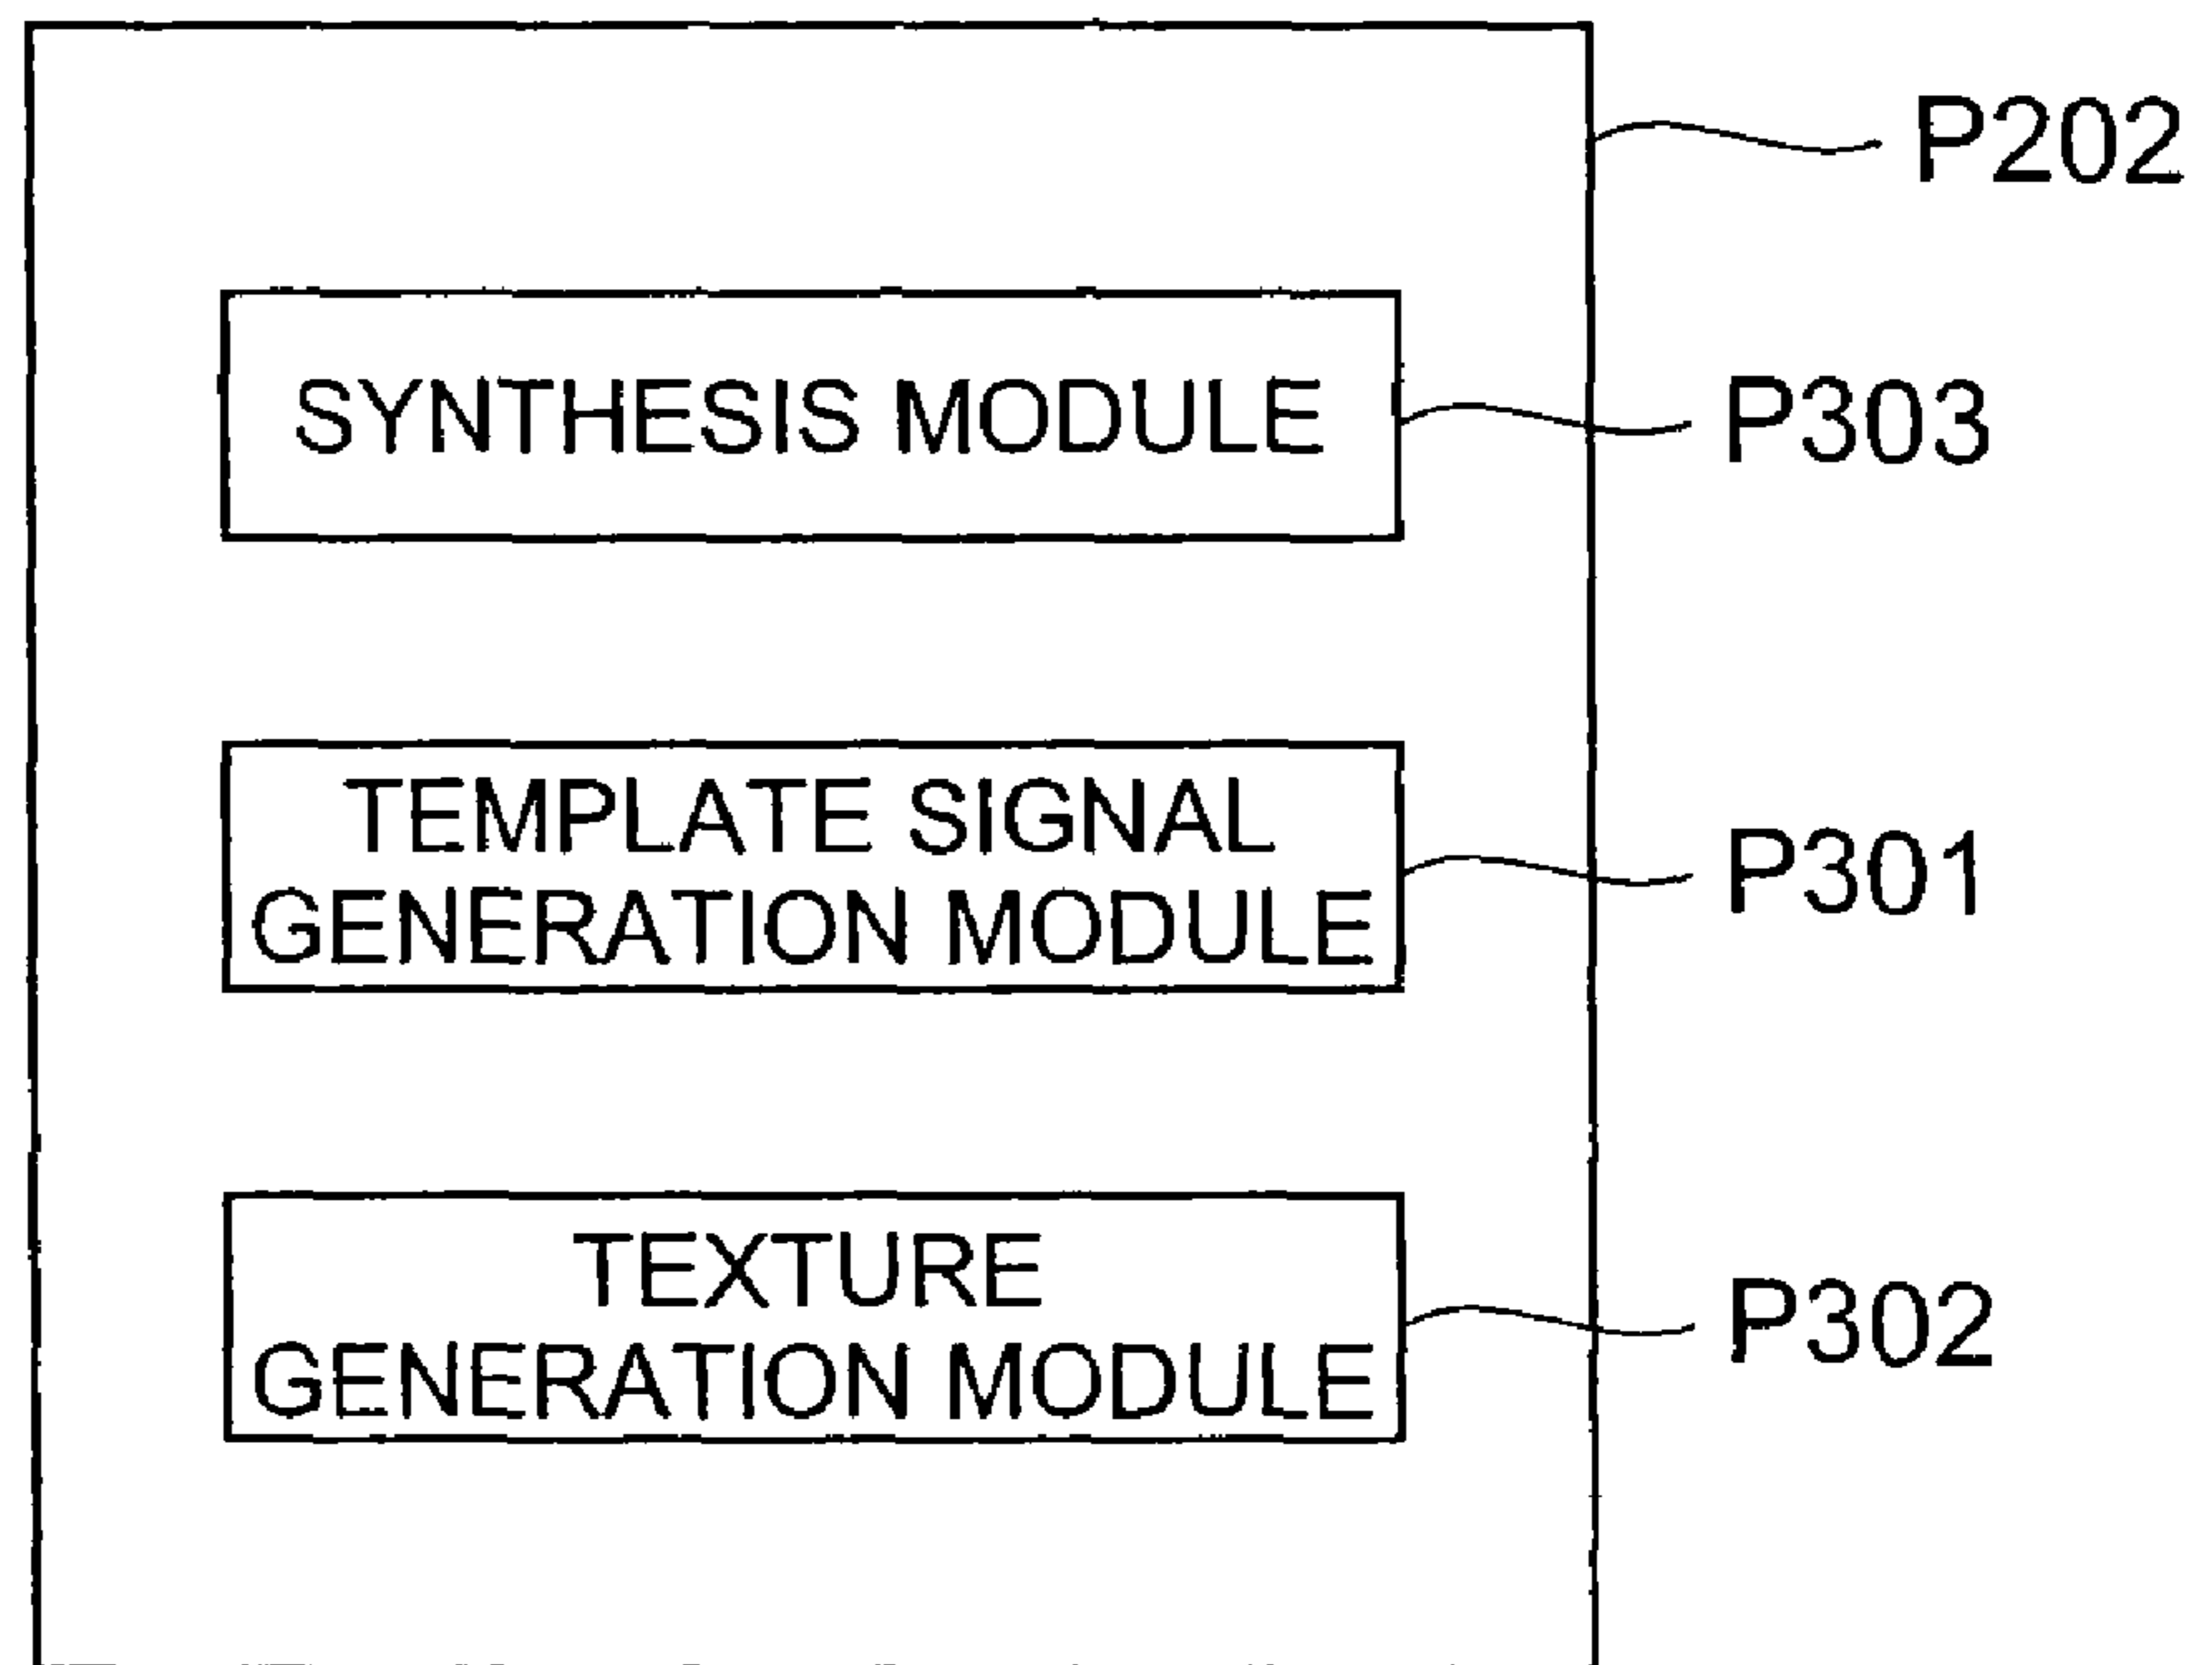 P202
SYNTHESIS MODULE
P303
TEMPLATE SIGNAL
GENERATION MODULE
P301
TEXTURE
GENERATION MODULE
P302